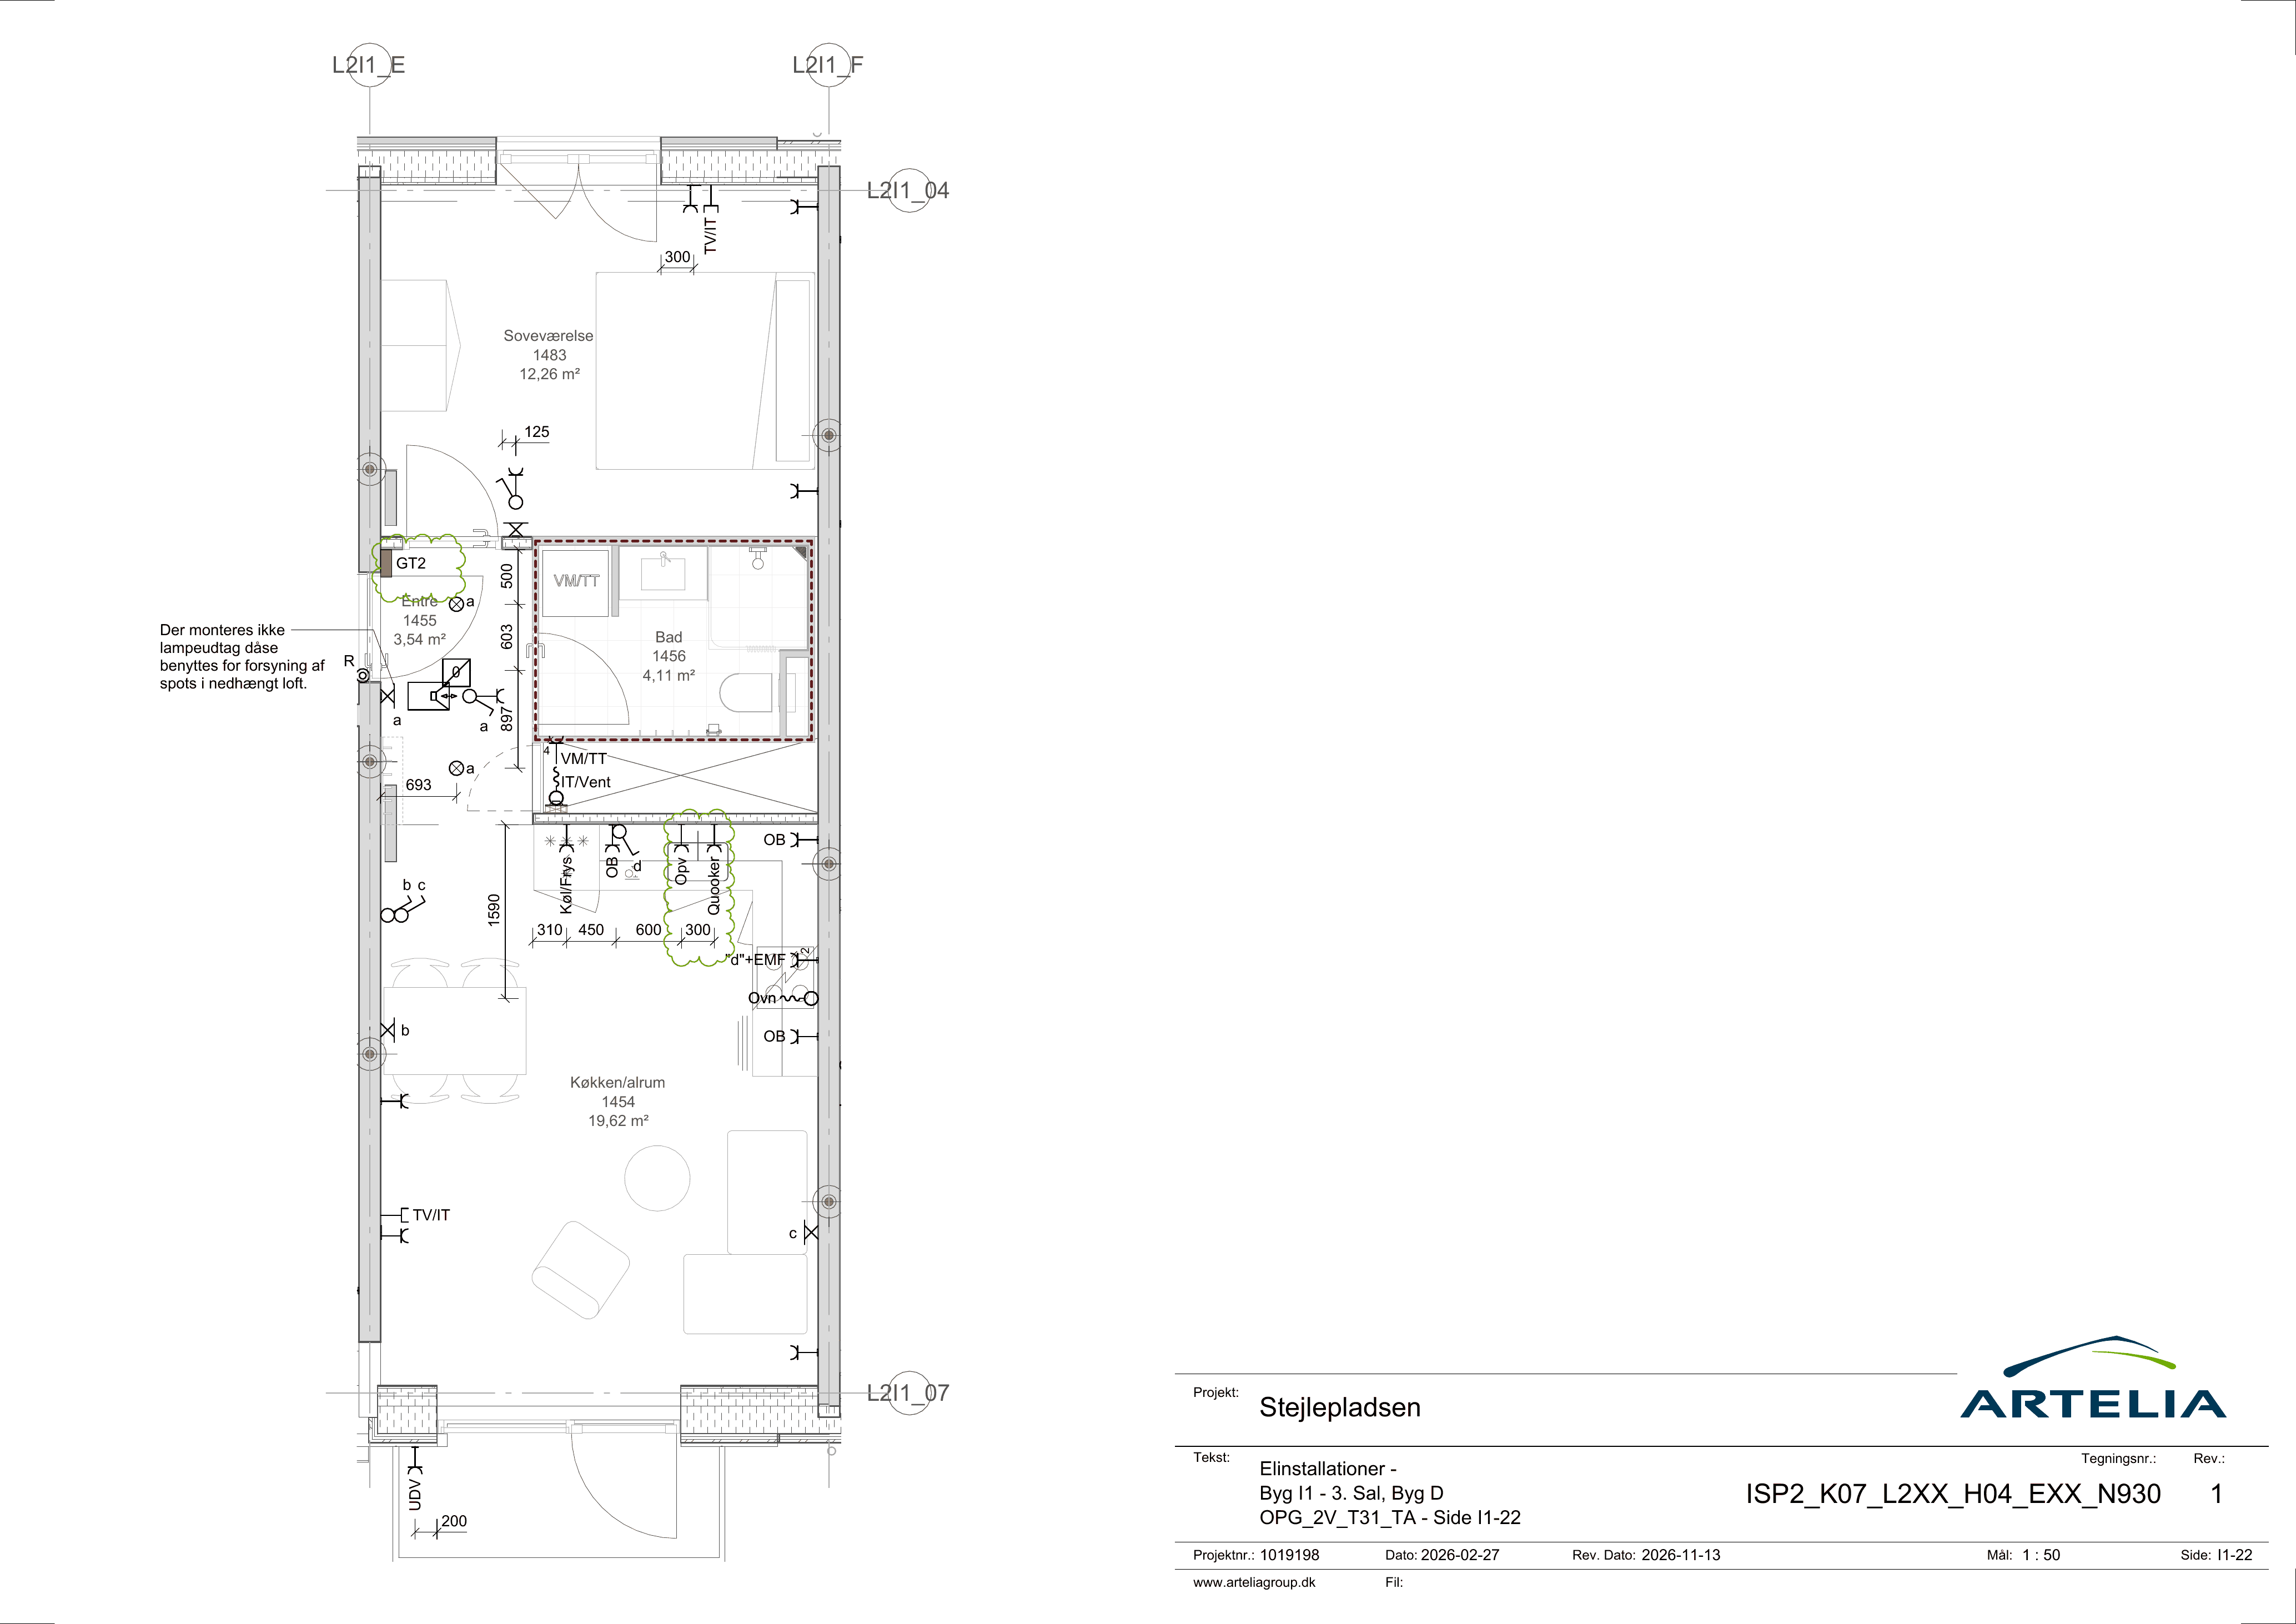 L2I1_E
L2I1_F
L2I1_04
TV/IT
300
Soveværelse
1483
12,26 m²
125
GT2
500
VM/TT
Entre
1455
3,54 m²
a
603
Bad
1456
4,11 m²
Der monteres ikke
lampeudtag dåse
benyttes for forsyning af
spots i nedhængt loft.
R
0
a
a
897
4
VM/TT
IT/Vent
a
693
Køl/Frys
OB
d
Opv
Quooker
OB
b c
1590
310
450
600
300
"d"+EMF
2
Ovn
OB
b
Køkken/alrum
1454
19,62 m²
TV/IT
c
L2I1_07
UDV
200
ARTELIA
Projekt:
Stejlepladsen
Tekst:
Elinstallationer -
Byg I1 - 3. Sal, Byg D
OPG_2V_T31_TA - Side I1-22
Tegningsnr.:
Rev.:
ISP2_K07_L2XX_H04_EXX_N930
1
Projektnr.: 1019198
Dato: 2026-02-27
Rev. Dato: 2026-11-13
Mål: 1 : 50
Side: I1-22
www.arteliagroup.dk
Fil: